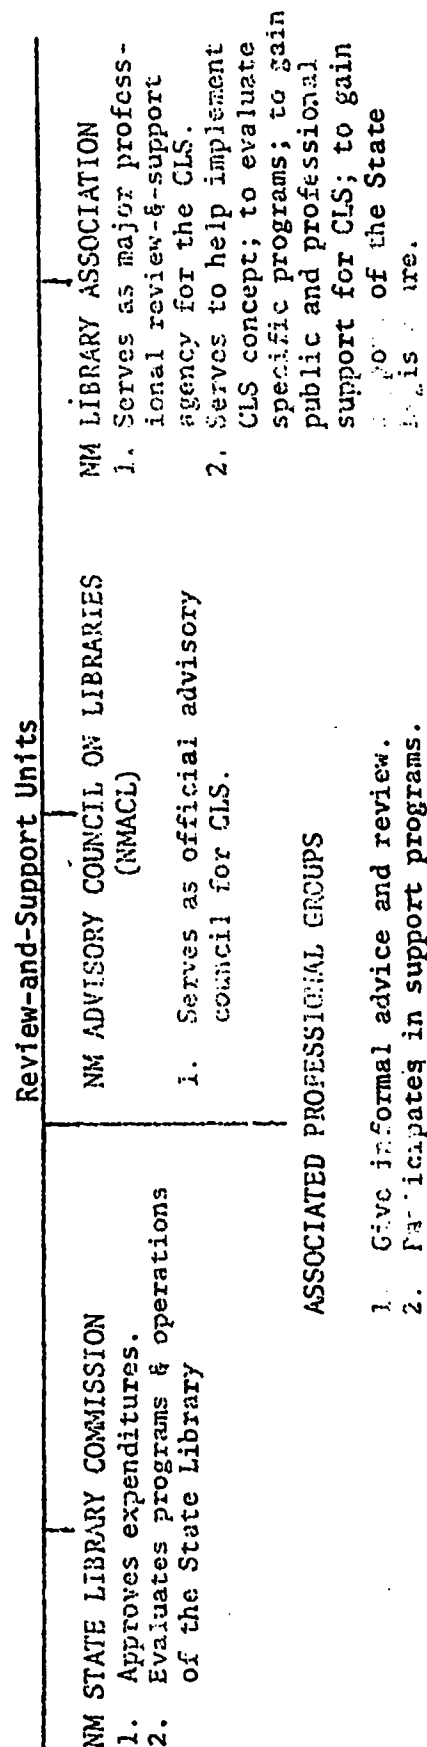 Review-and-Support Units
NM STATE LIBRARY COMMISSION
1. Approves expenditures.
2. Evaluates programs & operations
of the State Library
NM ADVISORY COUNCIL ON LIBRARIES
(NMACL)
1. Serves as official advisory
council for CLS.
NM LIBRARY ASSOCIATION
1. Serves as major profess-
ional review-&-support
agency for the CLS.
2. Serves to help implement
CLS concept; to evaluate
specific programs; to gain
public and professional
support for CLS; to gain
of the State
ASSOCIATED PROFESSIONAL GROUPS
1. Give informal advice and review.
2. Participates in support programs.